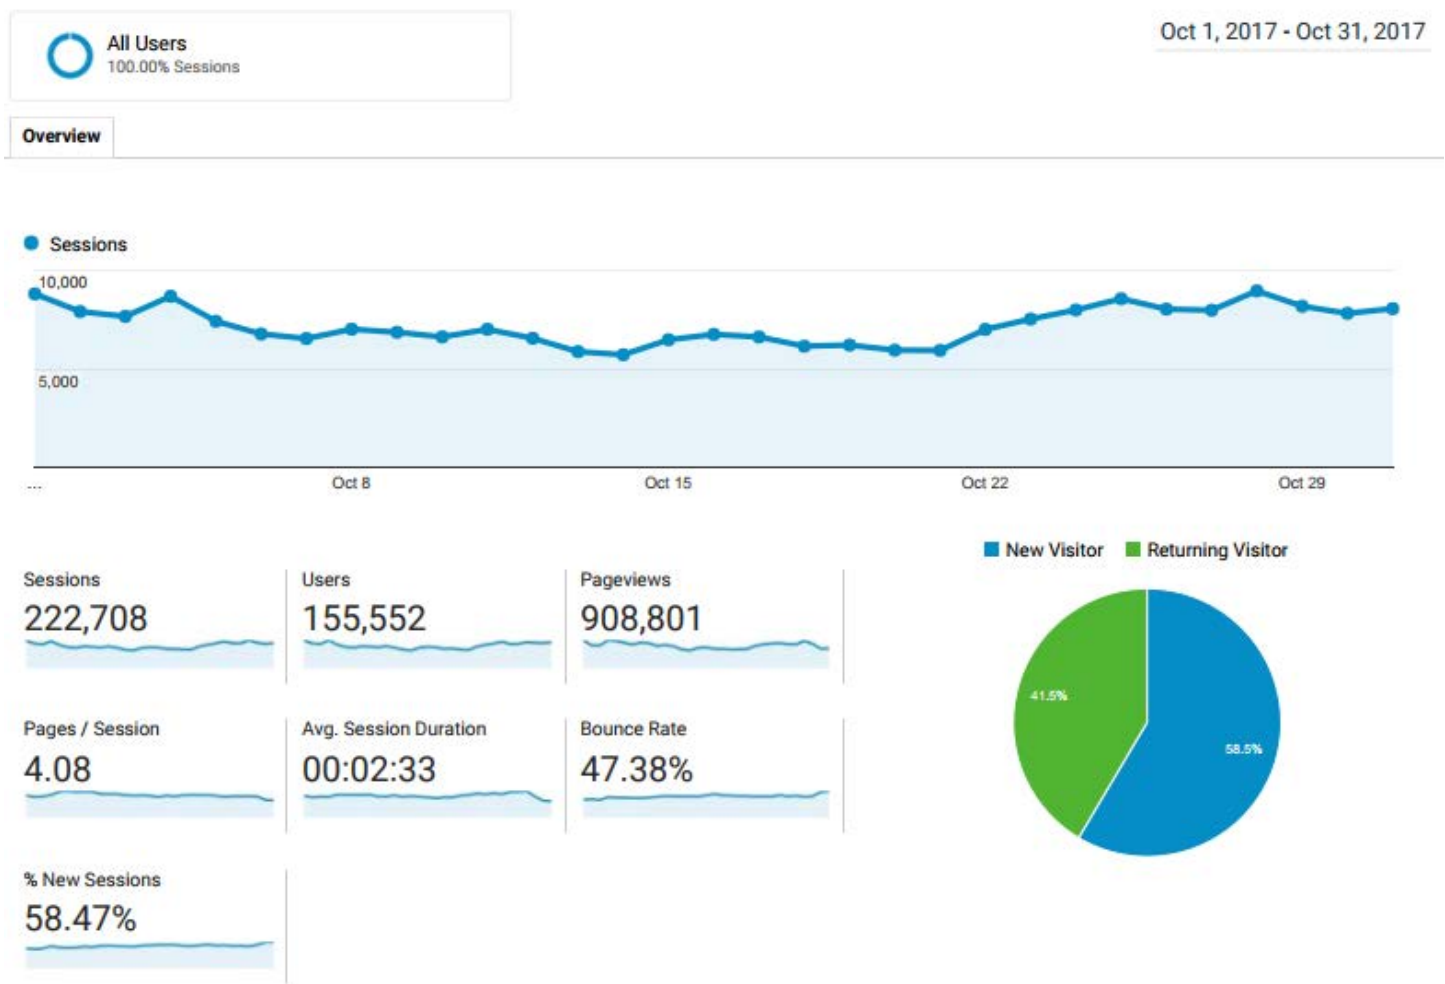 All Users
100.00% Sessions
Oct 1, 2017 - Oct 31, 2017
Overview
Sessions
10,000
5,000
...
Oct 8
Oct 15
Oct 22
Oct 29
New Visitor
Returning Visitor
Sessions
222,708
Users
155,552
Pageviews
908,801
41.5%
58.5%
Pages / Session
4.08
Avg. Session Duration
00:02:33
Bounce Rate
47.38%
% New Sessions
58.47%